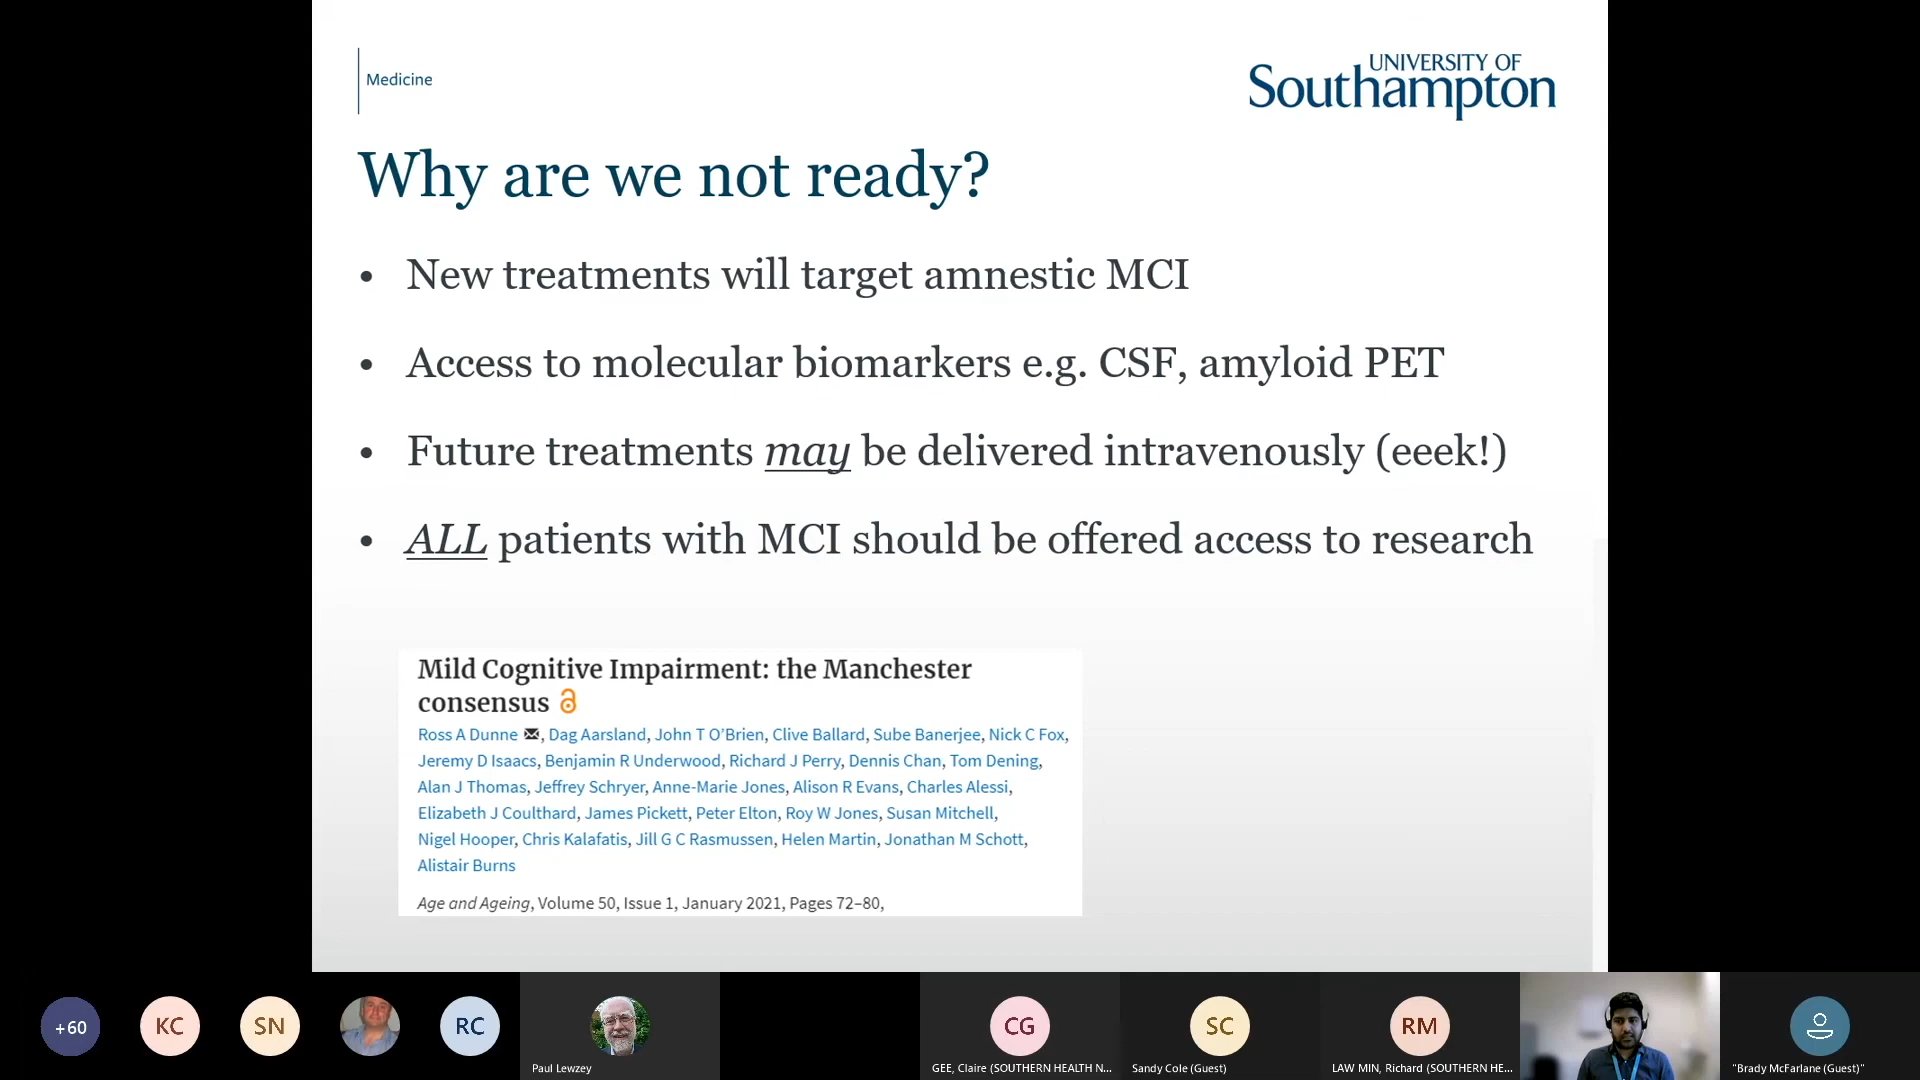 Medicine
UNIVERSITY OF
Southampton
Why are we not ready?
• New treatments will target amnestic MCI
• Access to molecular biomarkers e.g. CSF, amyloid PET
• Future treatments may be delivered intravenously (eeek!)
• ALL patients with MCI should be offered access to research
Mild Cognitive Impairment: the Manchester
consensus
Ross A Dunne, Dag Aarsland, John T O’Brien, Clive Ballard, Sube Banerjee, Nick C Fox,
Jeremy D Isaacs, Benjamin R Underwood, Richard J Perry, Dennis Chan, Tom Dening,
Alan J Thomas, Jeffrey Schryer, Anne-Marie Jones, Alison R Evans, Charles Alessi,
Elizabeth J Coulthard, James Pickett, Peter Elton, Roy W Jones, Susan Mitchell,
Nigel Hooper, Chris Kalafatis, Jill G C Rasmussen, Helen Martin, Jonathan M Schott,
Alistair Burns
Age and Ageing, Volume 50, Issue 1, January 2021, Pages 72–80,
+60
KC
SN
RC
Paul Lewzey
CG
GEE, Claire (SOUTHERN HEALTH N...
SC
Sandy Cole (Guest)
RM
LAW MIN, Richard (SOUTHERN HE...
"Brady McFarlane (Guest)"